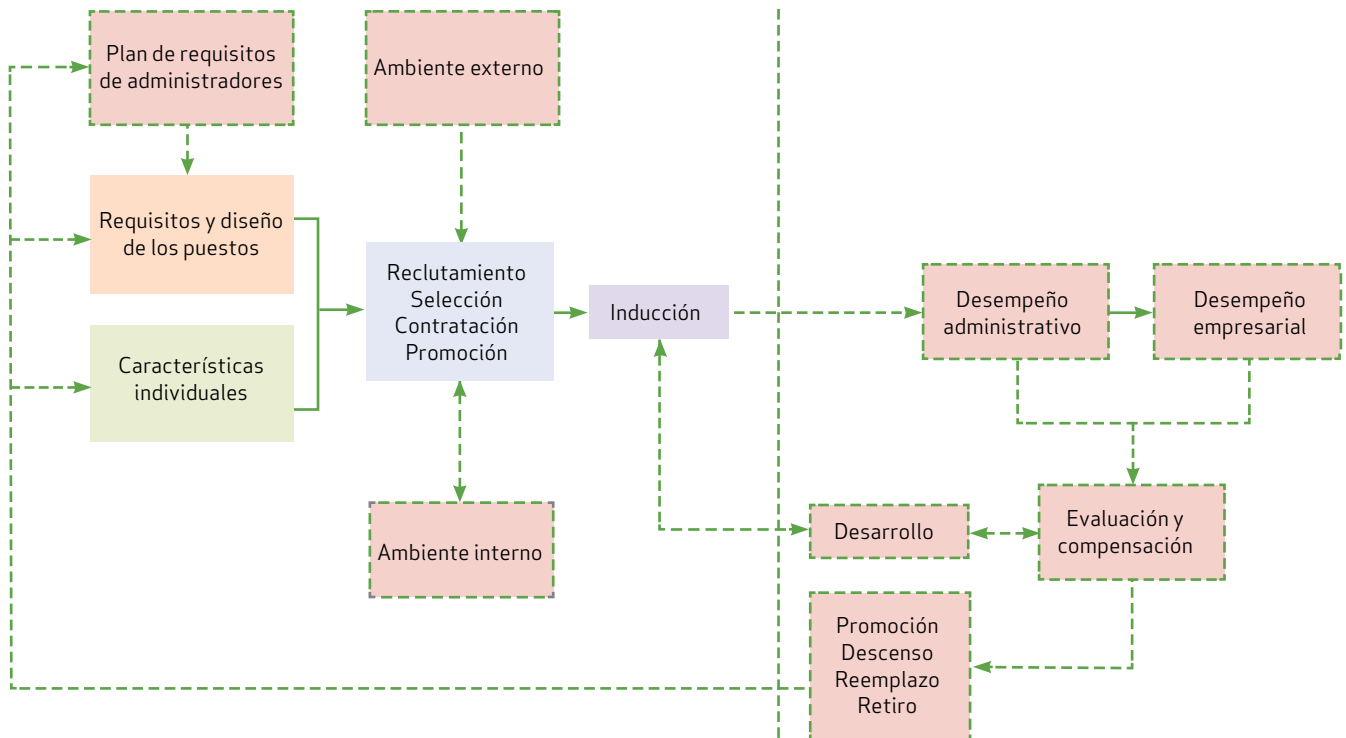 Plan de requisitos
de administradores
Ambiente externo
Requisitos y diseño
de los puestos
Reclutamiento
Selección
Contratación
Promoción
Inducción
Desempeño
administrativo
Desempeño
empresarial
Características
individuales
Ambiente interno
Desarrollo
Evaluación y
compensación
Promoción
Descenso
Reemplazo
Retiro